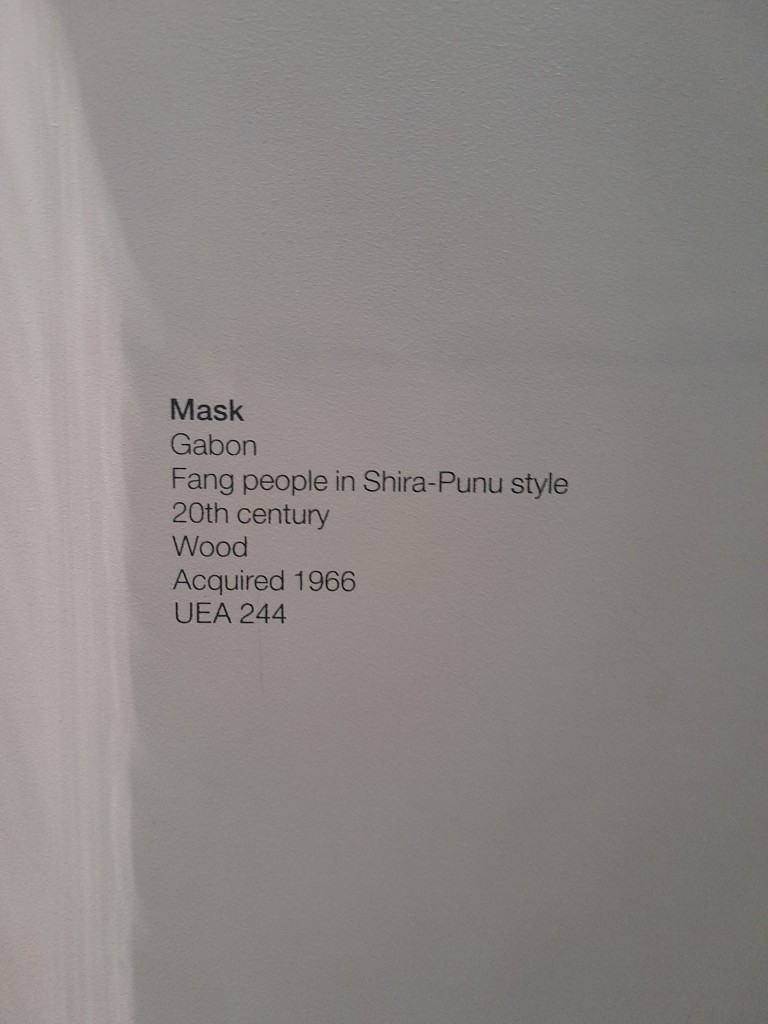 Mask
Gabon
Fang people in Shira-Punu style
20th century
Wood
Acquired 1966
UEA 244